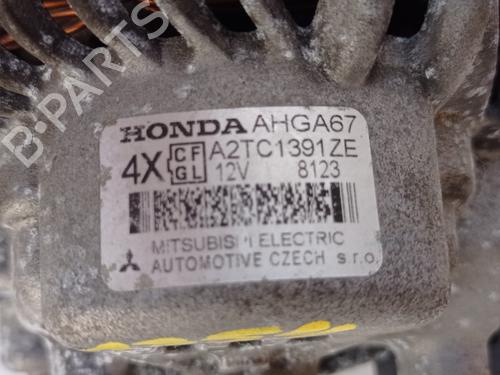 HONDA AHGA67
4X CF GL A2TC1391ZE
12V 8123
MITSUBISHI ELECTRIC
AUTOMOTIVE CZECH s.r.o.
B-PARTS